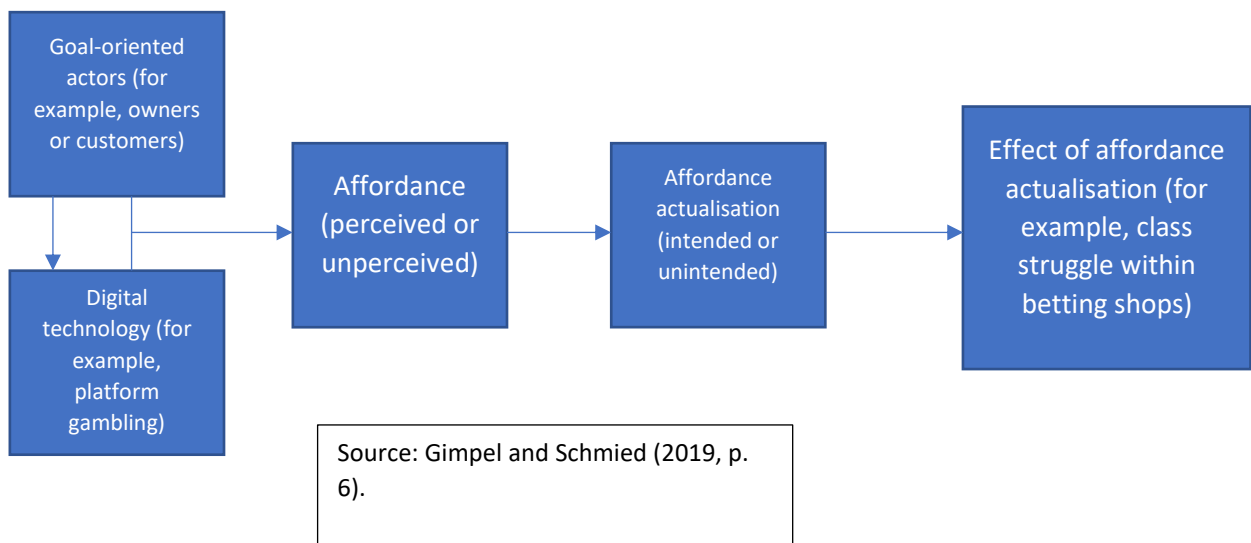 Goal-oriented
actors (for
example, owners
or customers)
Digital
technology (for
example,
platform
gambling)
Affordance
(perceived or
unperceived)
Affordance
actualisation
(intended or
unintended)
Effect of affordance
actualisation (for
example, class
struggle within
betting shops)
Source: Gimpel and Schmied (2019, p.
6).